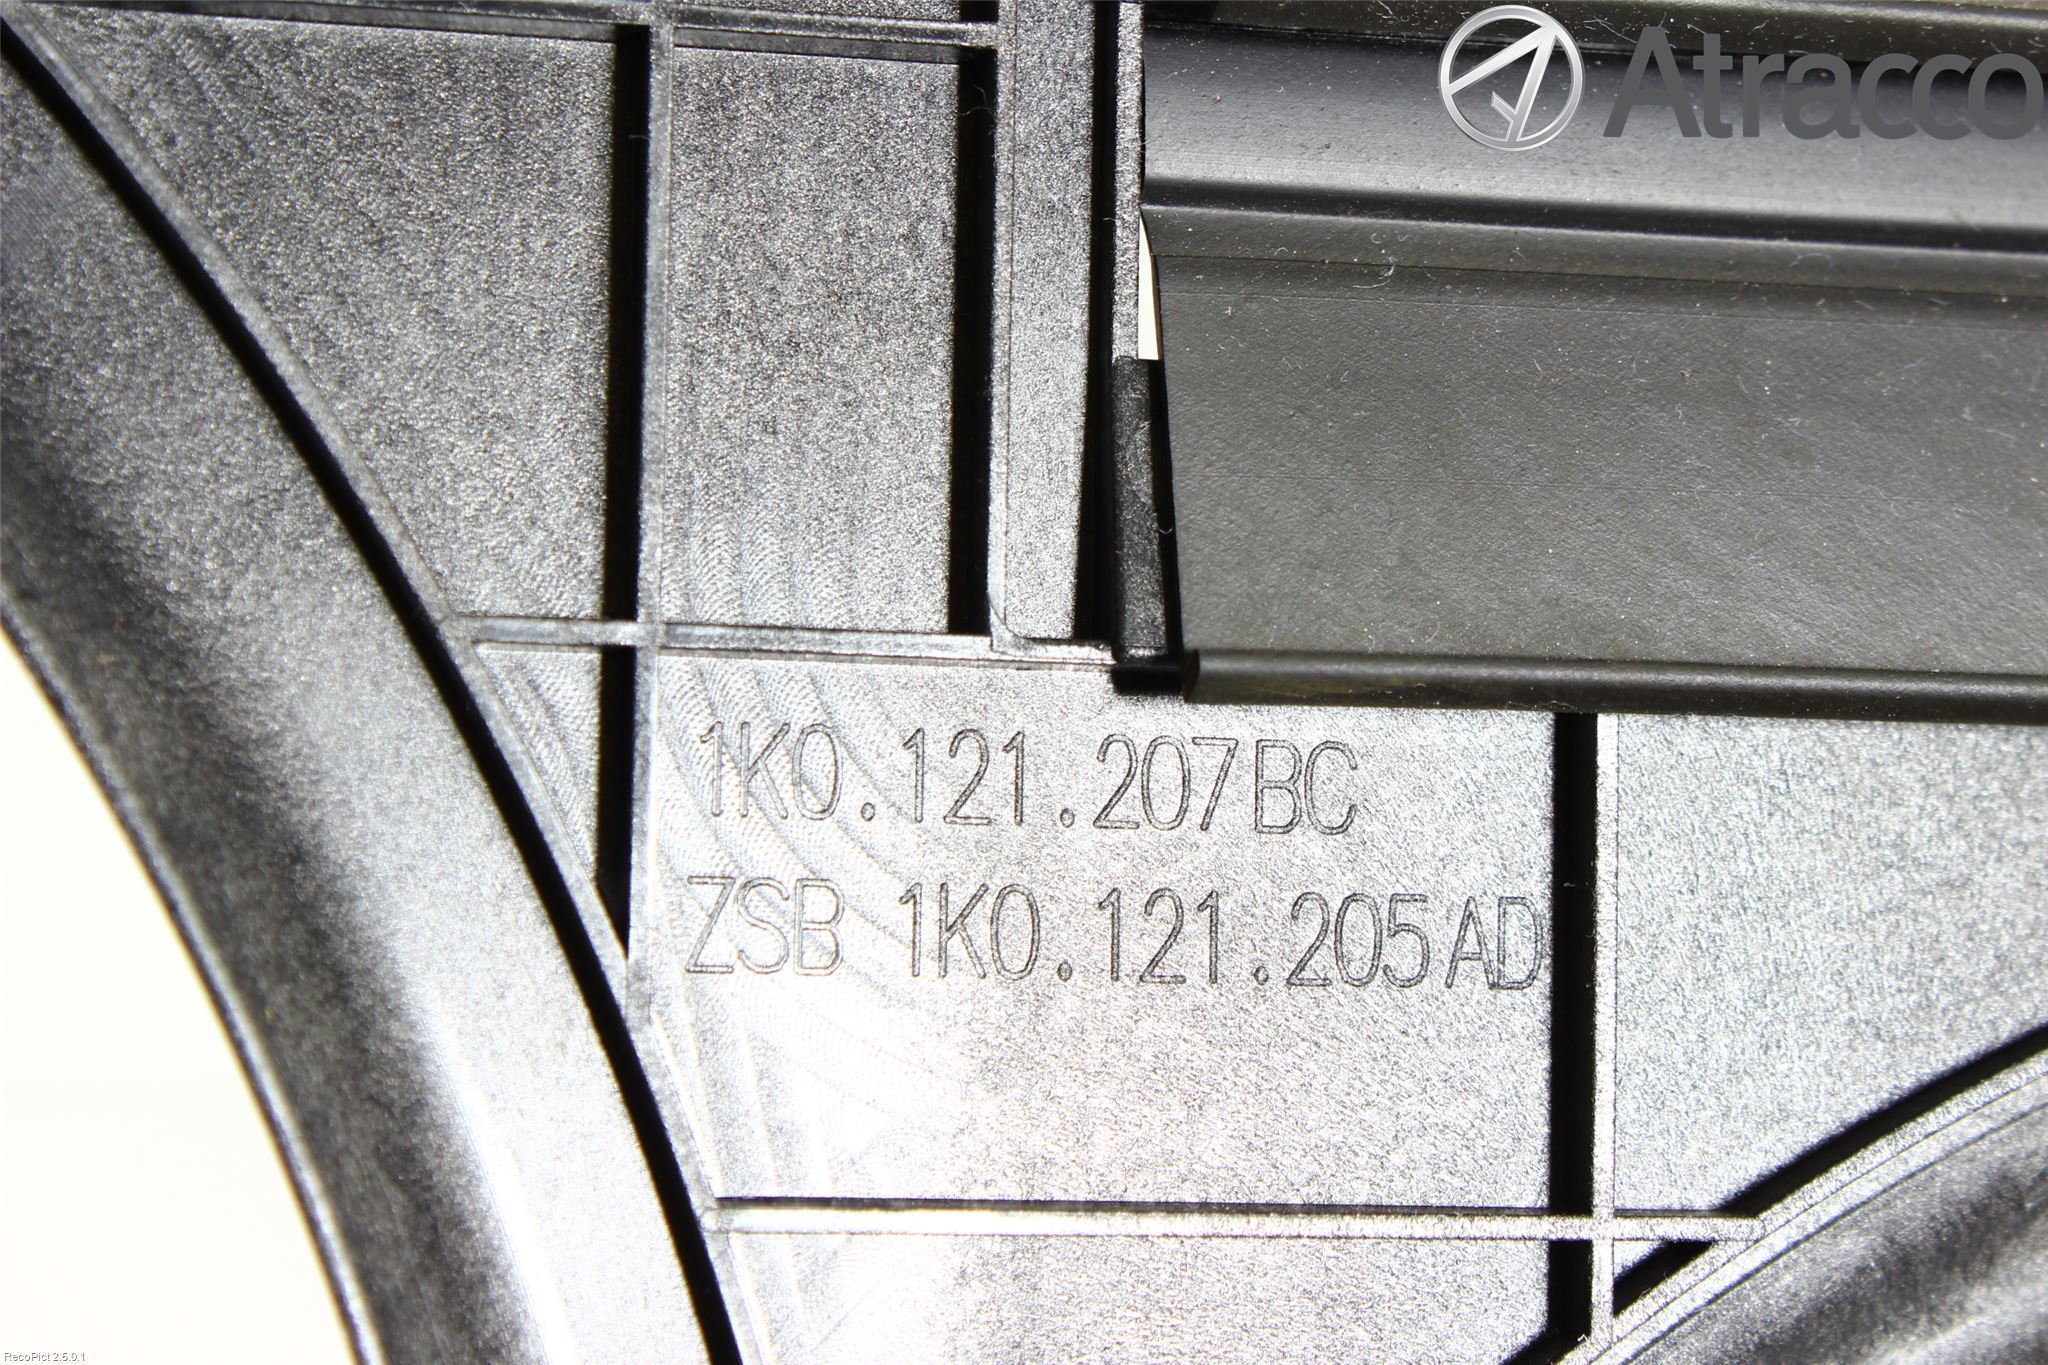 Atracco
1K0.121.207BC
ZSB 1K0.121.205AD
RecoPict 2.5.0.1